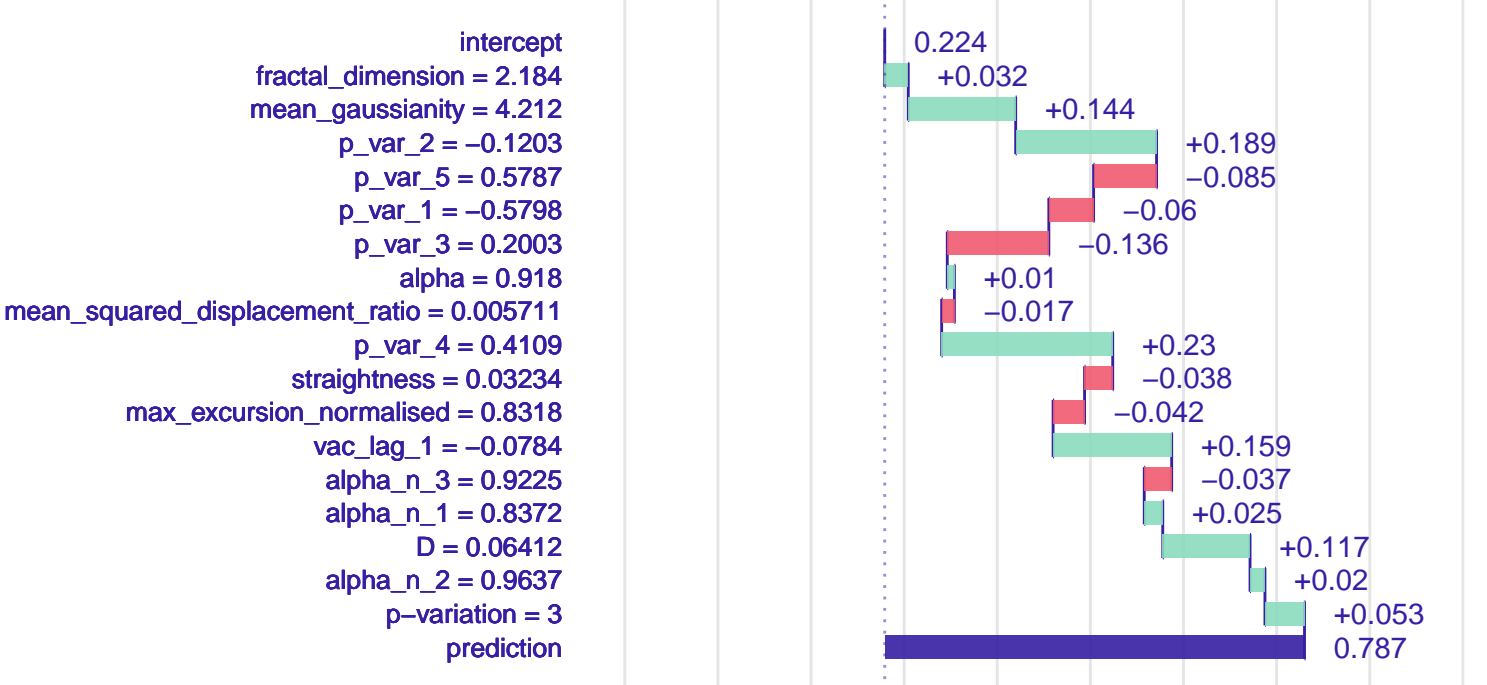 intercept 0.224
fractal_dimension = 2.184 +0.032
mean_gaussianity = 4.212 +0.144
p_var_2 = −0.1203 +0.189
p_var_5 = 0.5787 −0.085
p_var_1 = −0.5798 −0.06
p_var_3 = 0.2003 −0.136
alpha = 0.918 +0.01
mean_squared_displacement_ratio = 0.005711 −0.017
p_var_4 = 0.4109 +0.23
straightness = 0.03234 −0.038
max_excursion_normalised = 0.8318 −0.042
vac_lag_1 = −0.0784 +0.159
alpha_n_3 = 0.9225 −0.037
alpha_n_1 = 0.8372 +0.025
D = 0.06412 +0.117
alpha_n_2 = 0.9637 +0.02
p−variation = 3 +0.053
prediction 0.787